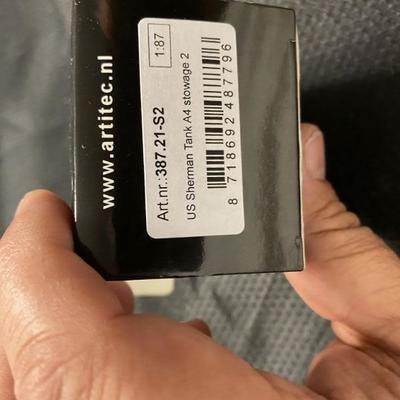 www.artitec.nl
1:87
Art.nr.:387.21-S2
US Sherman Tank A4 stowage 2
8 718692 487796